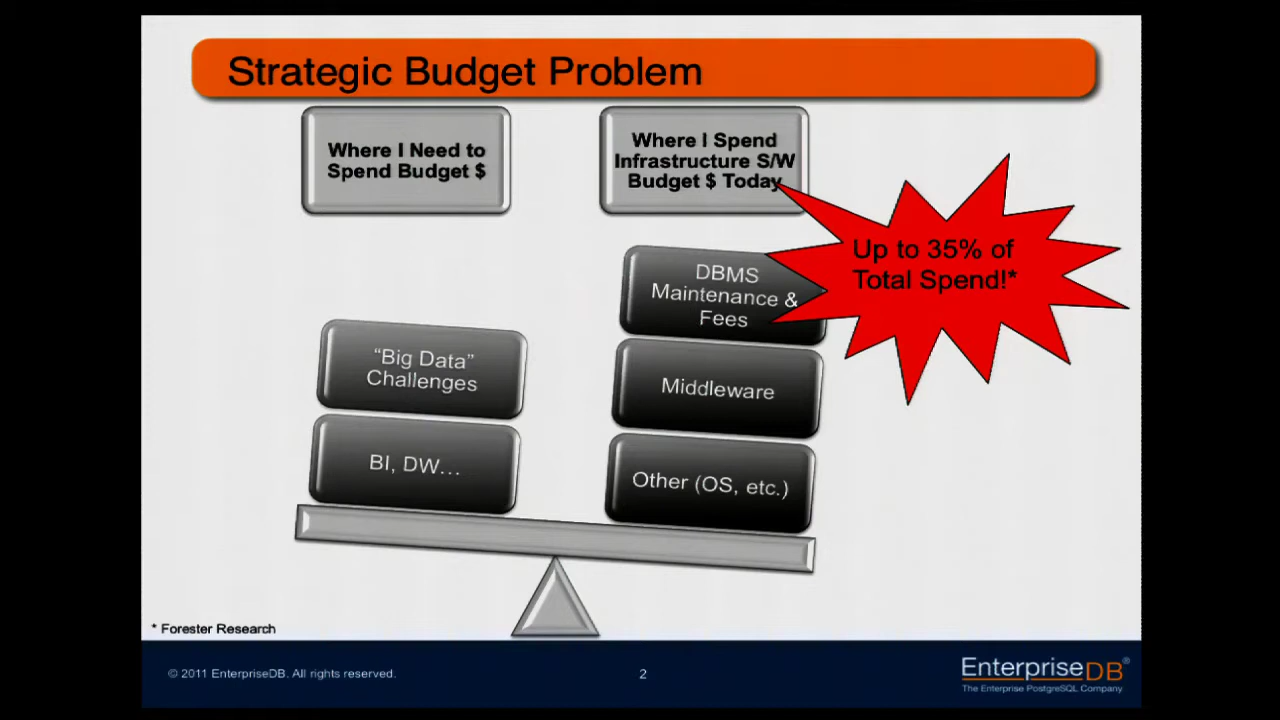 Strategic Budget Problem
Where I Need to
Spend Budget $
Where I Spend
Infrastructure S/W
Budget $ Today
Up to 35% of
Total Spend!*
DBMS
Maintenance &
Fees
“Big Data”
Challenges
Middleware
BI, DW…
Other (OS, etc.)
* Forester Research
© 2011 EnterpriseDB. All rights reserved.
2
EnterpriseDB®
The Enterprise PostgreSQL Company